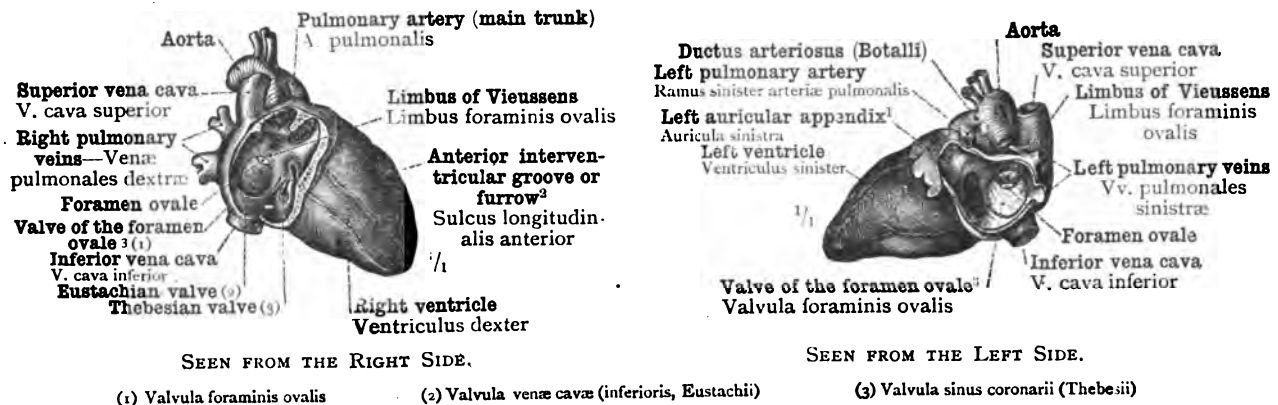 Pulmonary artery (main trunk)
A. pulmonalis
Aorta
Superior vena cava
V. cava superior
Right pulmonary
veins—Venæ
pulmonales dextræ
Foramen ovale
Valve of the foramen
ovale 3 (1)
Inferior vena cava
V. cava inferior
Eustachian valve (2)
Thebesian valve (3)
Limbus of Vieussens
Limbus foraminis ovalis
Anterior interven-
tricular groove or
furrow²
Sulcus longitudin-
alis anterior
1/1
Right ventricle
Ventriculus dexter
SEEN FROM THE RIGHT SIDE.
Aorta
Ductus arteriosus (Botalli)
Left pulmonary artery
Ramus sinister arteriæ pulmonalis
Left auricular appendix¹
Auricula sinistra
Left ventricle
Ventriculus sinister
1/1
Superior vena cava
V. cava superior
Limbus of Vieussens
Limbus foraminis
ovalis
Left pulmonary veins
Vv. pulmonales
sinistræ
Foramen ovale
Inferior vena cava
V. cava inferior
Valve of the foramen ovale³
Valvula foraminis ovalis
SEEN FROM THE LEFT SIDE.
(1) Valvula foraminis ovalis (2) Valvula venæ cavæ (inferioris, Eustachii) (3) Valvula sinus coronarii (Thebesii)